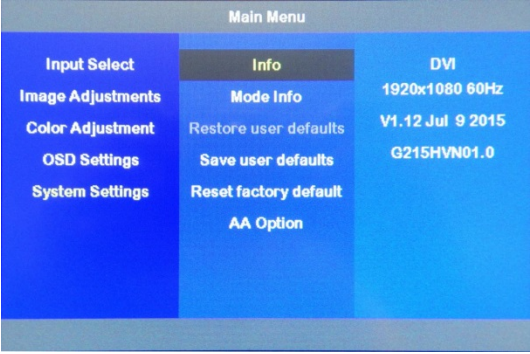 Main Menu
Input Select
Image Adjustments
Color Adjustment
OSD Settings
System Settings
Info
Mode Info
Restore user defaults
Save user defaults
Reset factory default
AA Option
DVI
1920x1080 60Hz
V1.12 Jul 9 2015
G215HVN01.0